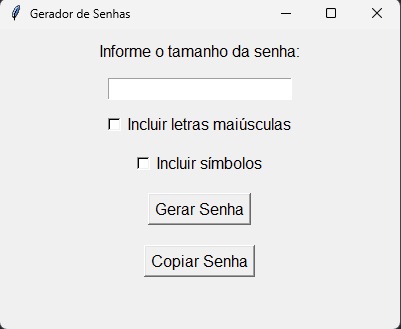 Gerador de Senhas
Informe o tamanho da senha:
Incluir letras maiúsculas
Incluir símbolos
Gerar Senha
Copiar Senha